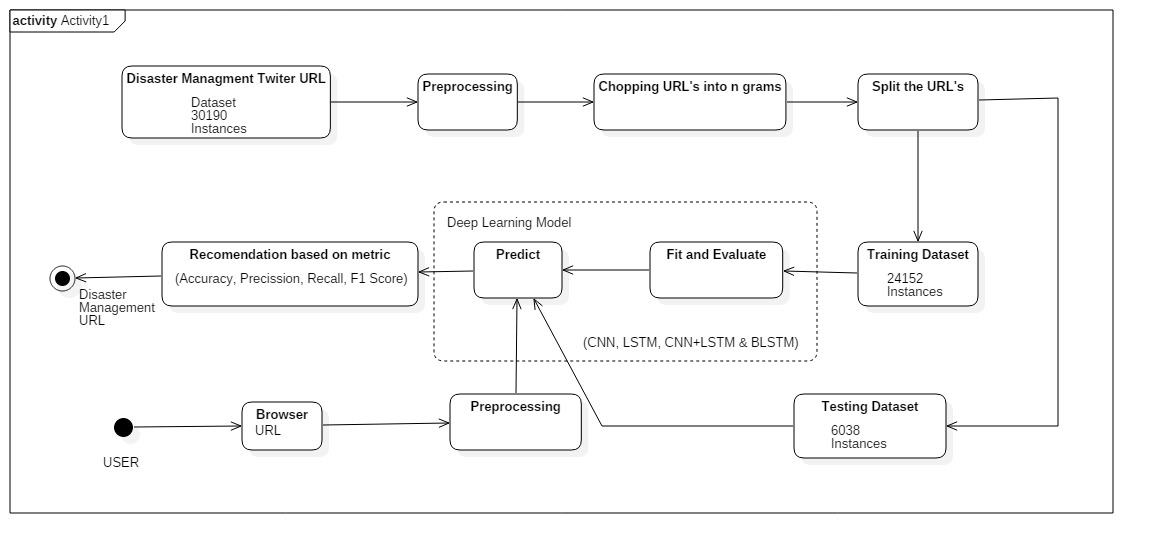 activity Activity1
Disaster Managment Twiter URL
Dataset
30190
Instances
Preprocessing
Chopping URL's into n grams
Split the URL's
Deep Learning Model
Recomendation based on metric
(Accuracy, Precission, Recall, F1 Score)
Predict
Fit and Evaluate
Training Dataset
24152
Instances
Disaster
Management
URL
(CNN, LSTM, CNN+LSTM & BLSTM)
USER
Browser
URL
Preprocessing
Testing Dataset
6038
Instances